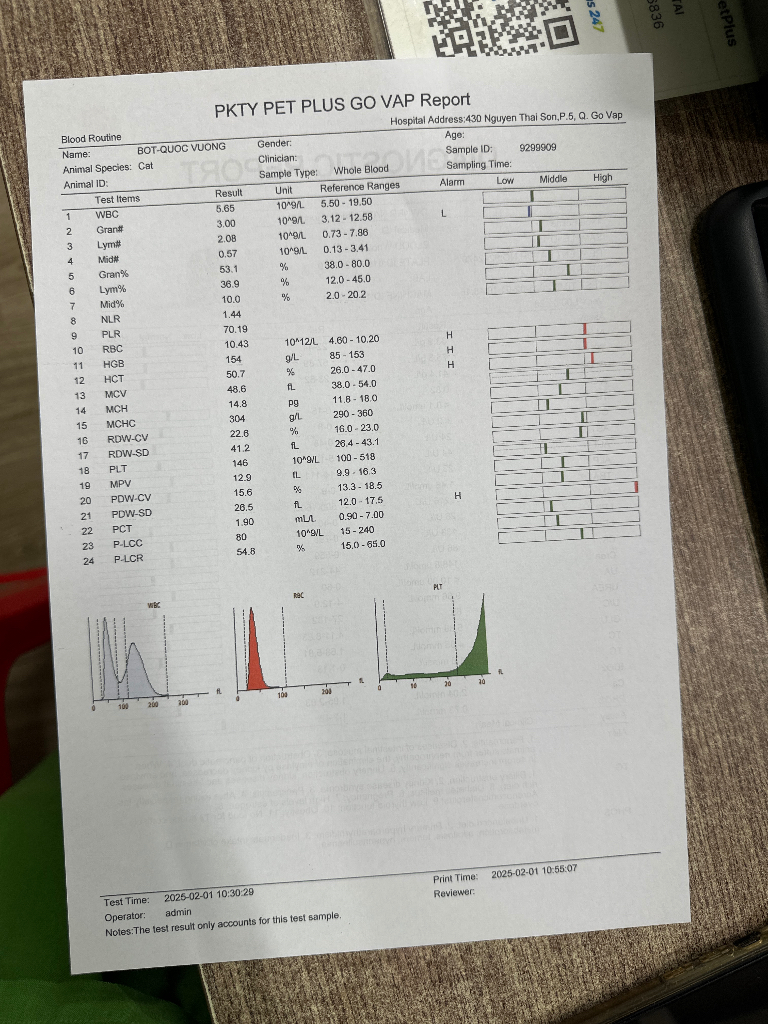 247
5836
etPlus
PKTY PET PLUS GO VAP Report
Hospital Address:430 Nguyen Thai Son,P.5, Q. Go Vap
Blood Routine
Name: BOT-QUOC VUONG Gender: Age:
Animal Species: Cat Clinician: Sample ID: 9299909
Animal ID: Sample Type: Whole Blood Sampling Time:
Test Items Result Unit Reference Ranges Alarm Low Middle High
1 WBC 5.65 10^9/L 5.50 - 19.50
2 Gran# 3.00 10^9/L 3.12 - 12.58 L
3 Lym# 2.08 10^9/L 0.73 - 7.86
4 Mid# 0.57 10^9/L 0.13 - 3.41
5 Gran% 53.1 % 38.0 - 80.0
6 Lym% 36.9 % 12.0 - 45.0
7 Mid% 10.0 % 2.0 - 20.2
8 NLR 1.44
9 PLR 70.19
10 RBC 10.43 10^12/L 4.60 - 10.20 H
11 HGB 154 g/L 85 - 153 H
12 HCT 50.7 % 26.0 - 47.0 H
13 MCV 48.6 fL 38.0 - 54.0
14 MCH 14.8 pg 11.8 - 18.0
15 MCHC 304 g/L 290 - 360
16 RDW-CV 22.6 % 16.0 - 23.0
17 RDW-SD 41.2 fL 26.4 - 43.1
18 PLT 146 10^9/L 100 - 518
19 MPV 12.9 fL 9.9 - 16.3
20 PDW-CV 15.6 % 13.3 - 18.5
21 PDW-SD 26.5 fL 12.0 - 17.5 H
22 PCT 1.90 mL/L 0.90 - 7.00
23 P-LCC 80 10^9/L 15 - 240
24 P-LCR 54.8 % 15.0 - 65.0
WBC RBC PLT
0 100 200 300 fL 0 100 200 fL 0 10 20 30 fL
Test Time: 2025-02-01 10:30:29 Print Time: 2025-02-01 10:55:07
Operator: admin Reviewer:
Notes:The test result only accounts for this test sample.